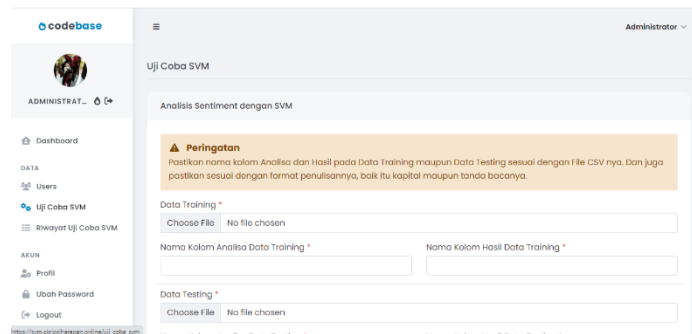 codebase
Administrator
Uji Coba SVM
ADMINISTRAT...
Analisis Sentiment dengan SVM
Dashboard
Peringatan
Pastikan nama kolom Analisa dan Hasil pada Data Training maupun Data Testing sesuai dengan File CSV nya. Dan juga
pastikan sesuai dengan format penulisannya, baik itu kapital maupun tanda bacanya.
DATA
Users
Uji Coba SVM
Riwayat Uji Coba SVM
Data Training *
Choose File No file chosen
Nama Kolom Analisa Data Training * Nama Kolom Hasil Data Training *
AKUN
Profil
Ubah Password
Logout
Data Testing *
Choose File No file chosen